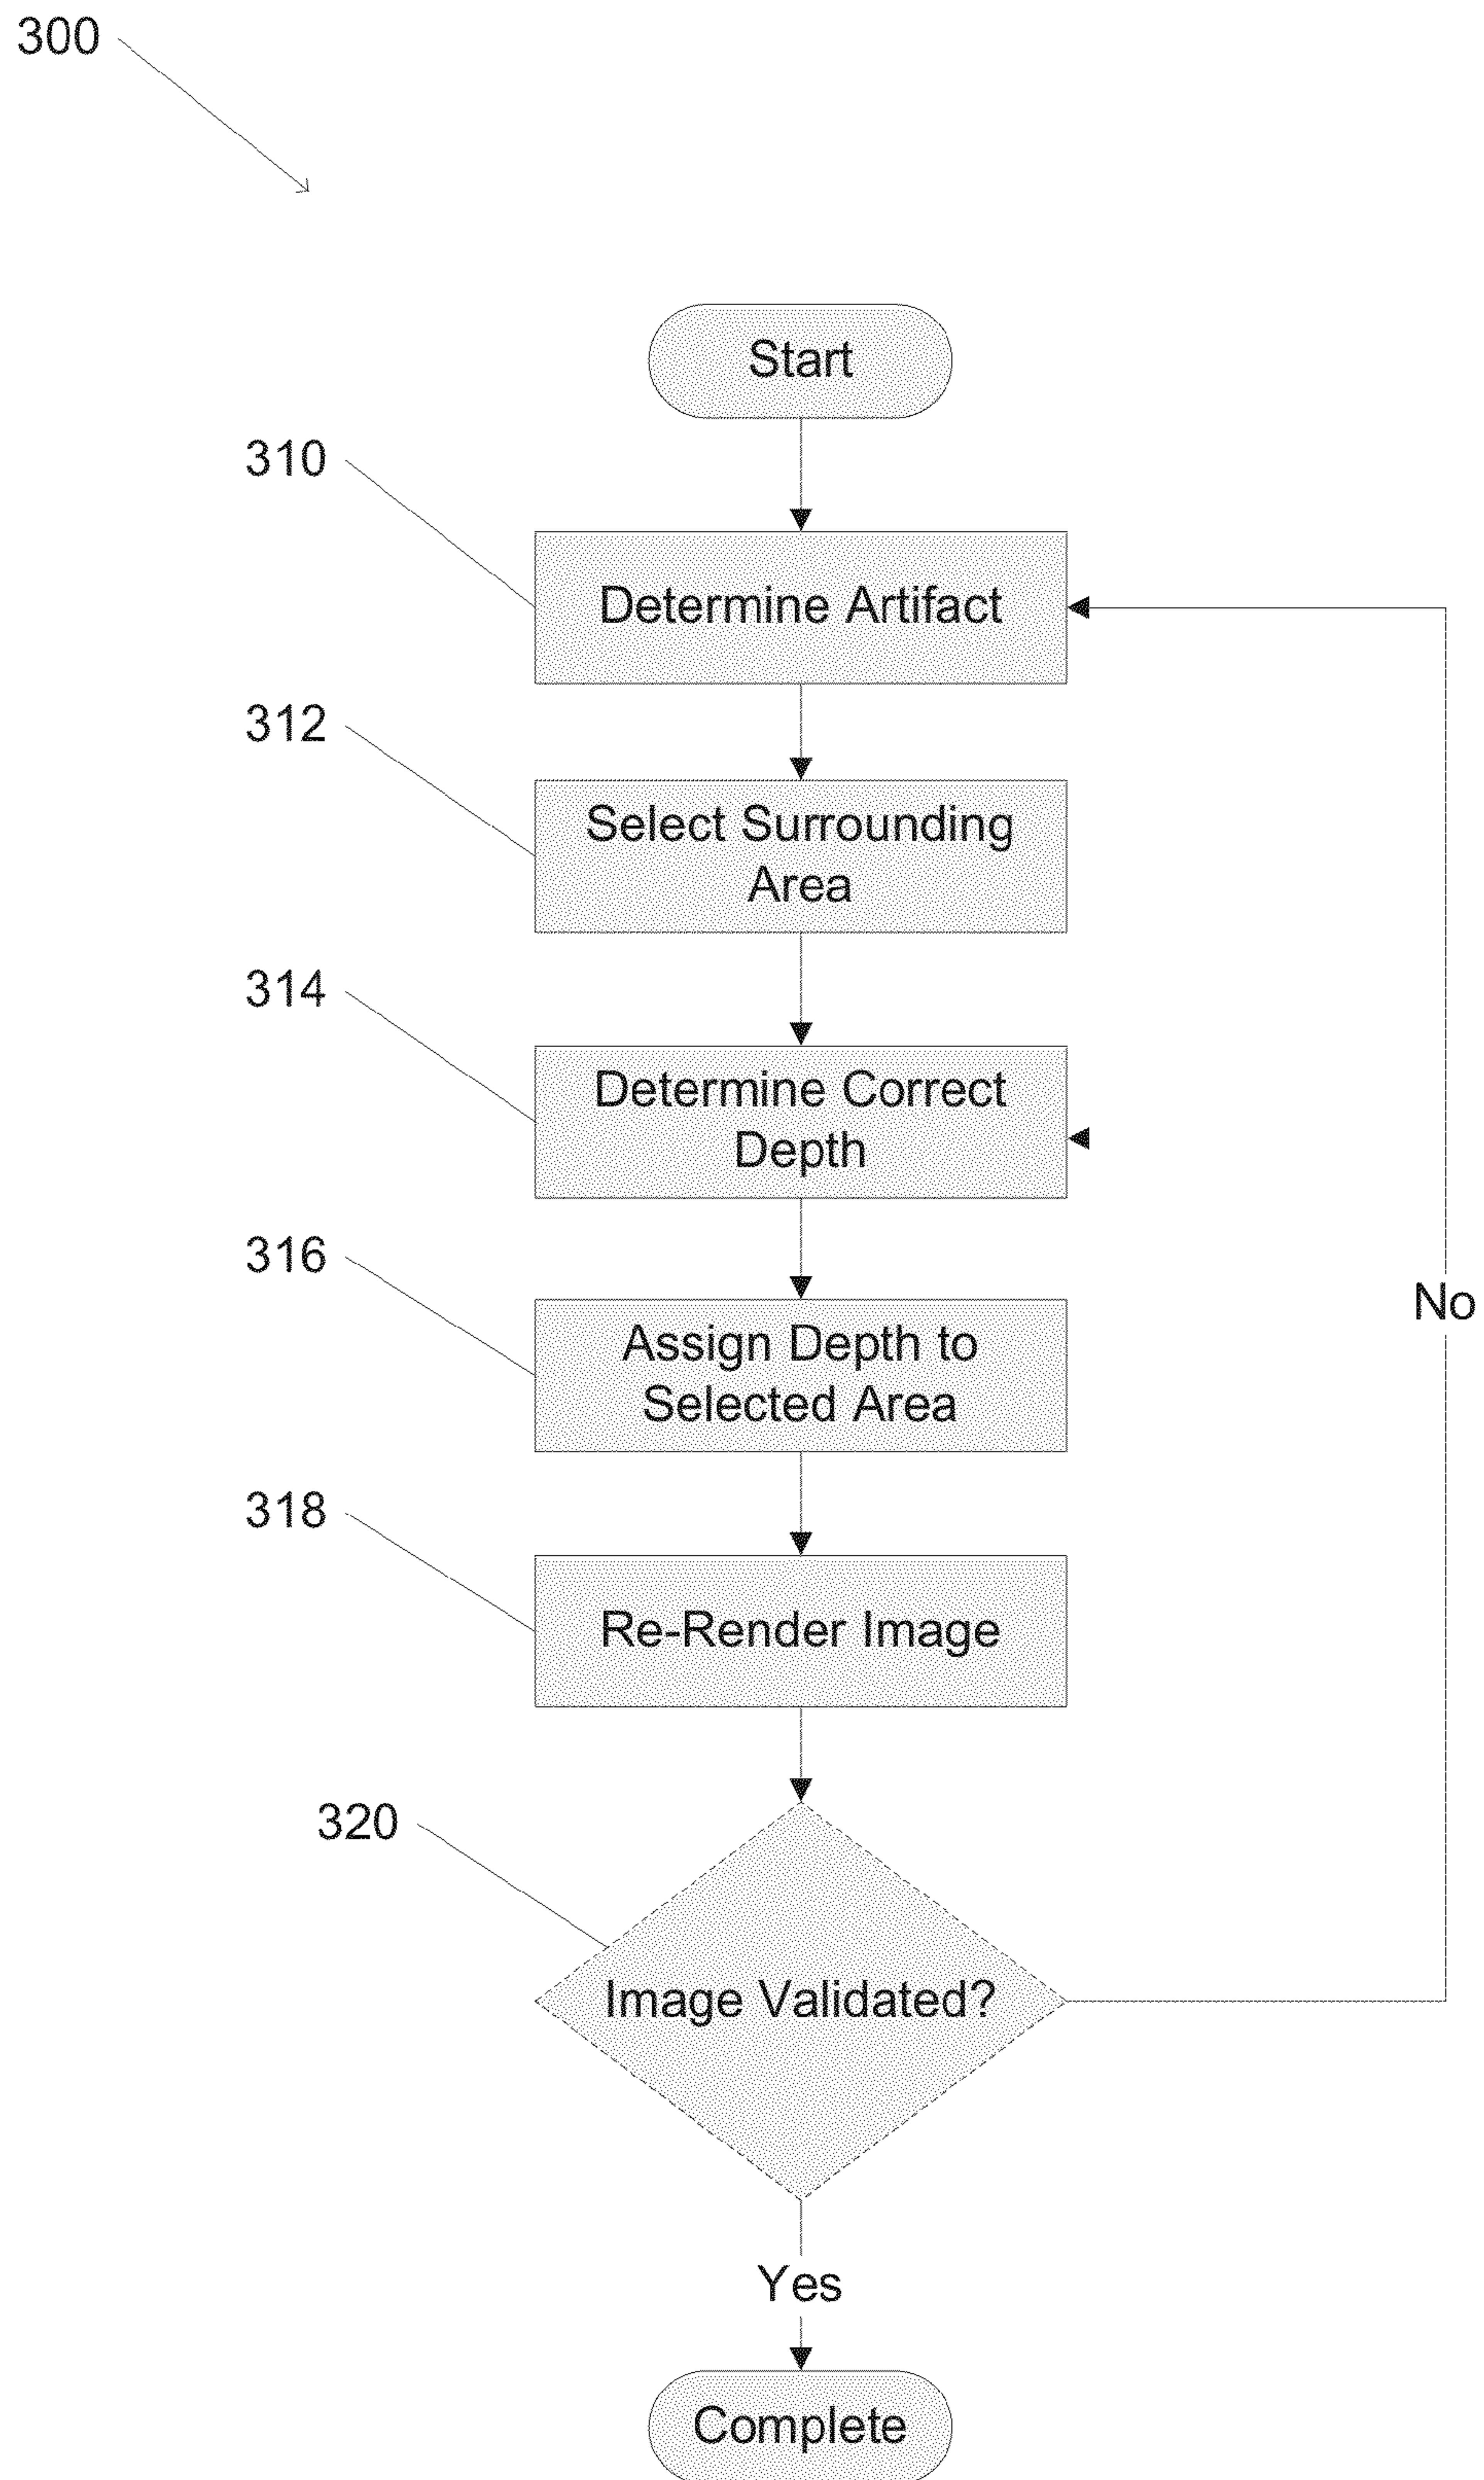 300
Start
310
Determine Artifact
312
Select Surrounding
Area
314
Determine Correct
Depth
316
Assign Depth to
Selected Area
No
318
Re-Render Image
320
Image Validated?
Yes
Complete